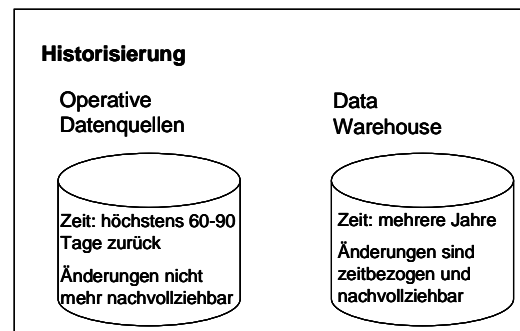 Historisierung
Operative
Datenquellen
Zeit: höchstens 60-90
Tage zurück
Änderungen nicht
mehr nachvollziehbar
Data
Warehouse
Zeit: mehrere Jahre
Änderungen sind
zeitbezogen und
nachvollziehbar